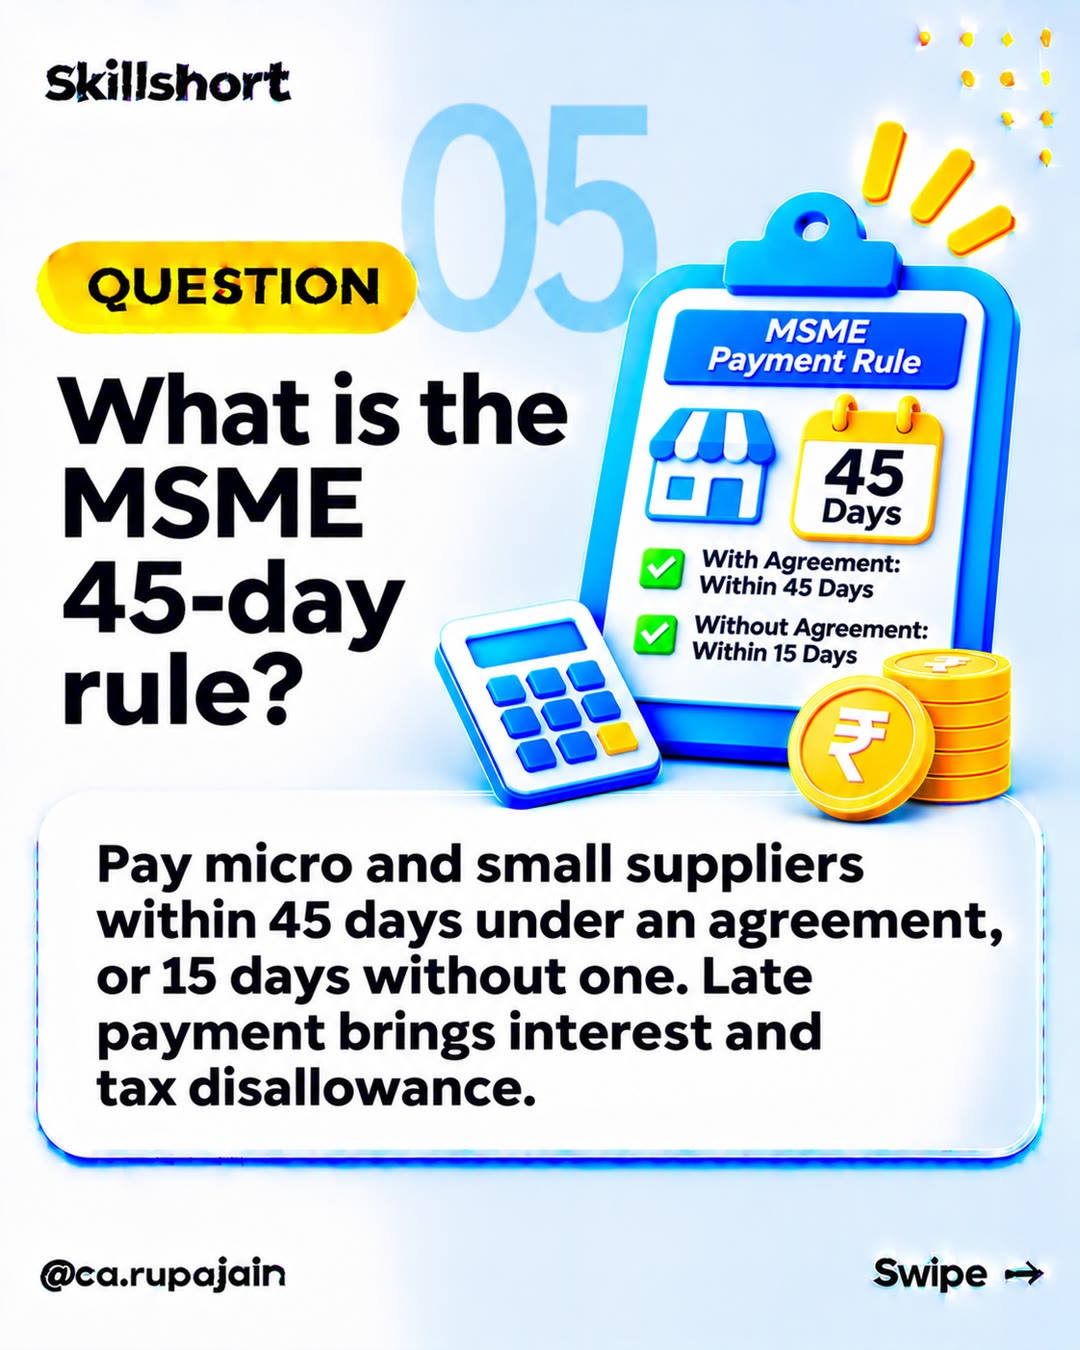 Skillshort
05
QUESTION
What is the
MSME
45-day
rule?
MSME
Payment Rule
45
Days
With Agreement:
Within 45 Days
Without Agreement:
Within 15 Days
₹
₹
Pay micro and small suppliers
within 45 days under an agreement,
or 15 days without one. Late
payment brings interest and
tax disallowance.
@ca.rupajain
Swipe →